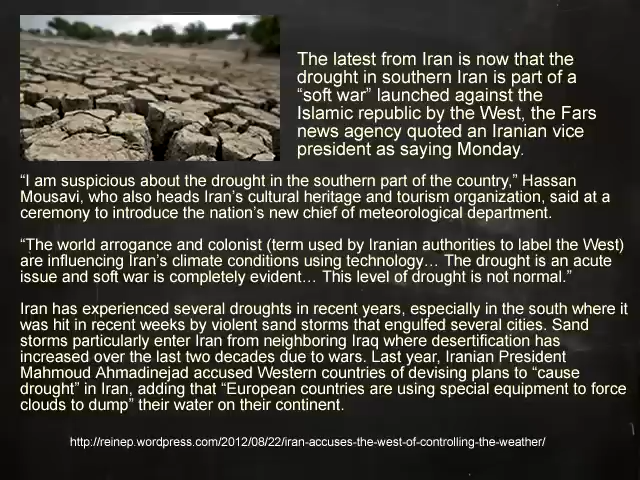 The latest from Iran is now that the
drought in southern Iran is part of a
“soft war” launched against the
Islamic republic by the West, the Fars
news agency quoted an Iranian vice
president as saying Monday.
“I am suspicious about the drought in the southern part of the country,” Hassan
Mousavi, who also heads Iran’s cultural heritage and tourism organization, said at a
ceremony to introduce the nation’s new chief of meteorological department.
“The world arrogance and colonist (term used by Iranian authorities to label the West)
are influencing Iran’s climate conditions using technology… The drought is an acute
issue and soft war is completely evident… This level of drought is not normal.”
Iran has experienced several droughts in recent years, especially in the south where it
was hit in recent weeks by violent sand storms that engulfed several cities. Sand
storms particularly enter Iran from neighboring Iraq where desertification has
increased over the last two decades due to wars. Last year, Iranian President
Mahmoud Ahmadinejad accused Western countries of devising plans to “cause
drought” in Iran, adding that “European countries are using special equipment to force
clouds to dump” their water on their continent.
http://reinep.wordpress.com/2012/08/22/iran-accuses-the-west-of-controlling-the-weather/